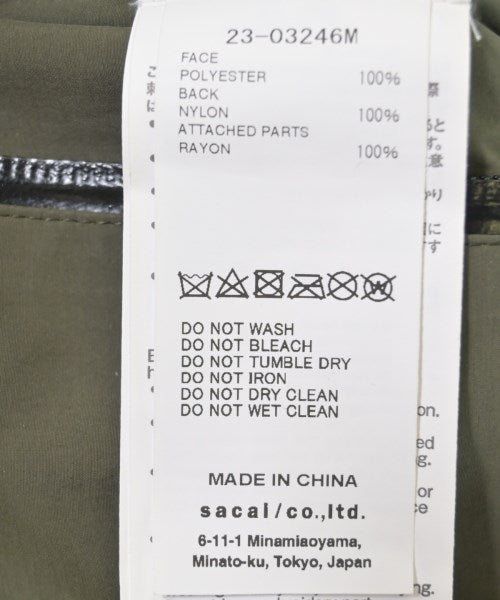 23-03246M
FACE
POLYESTER 100%
BACK
NYLON 100%
ATTACHED PARTS
RAYON 100%
DO NOT WASH
DO NOT BLEACH
DO NOT TUMBLE DRY
DO NOT IRON
DO NOT DRY CLEAN
DO NOT WET CLEAN
MADE IN CHINA
sacai/co.,ltd.
6-11-1 Minamiaoyama,
Minato-ku, Tokyo, Japan